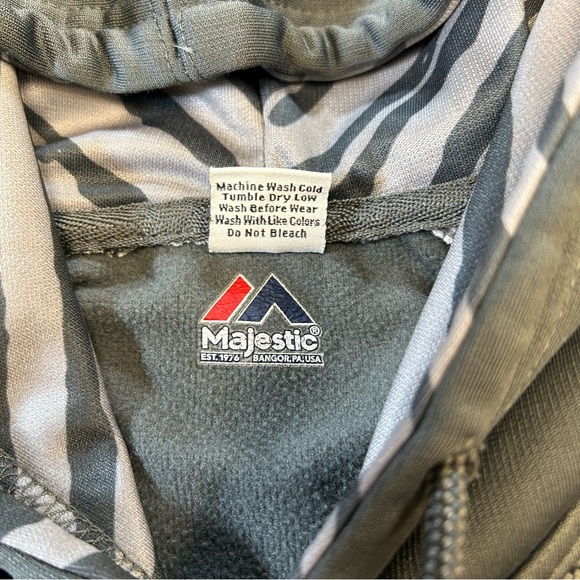 Machine Wash Cold
Tumble Dry Low
Wash Before Wear
Wash With Like Colors
Do Not Bleach
Majestic®
EST. 1976 BANGOR, PA, USA